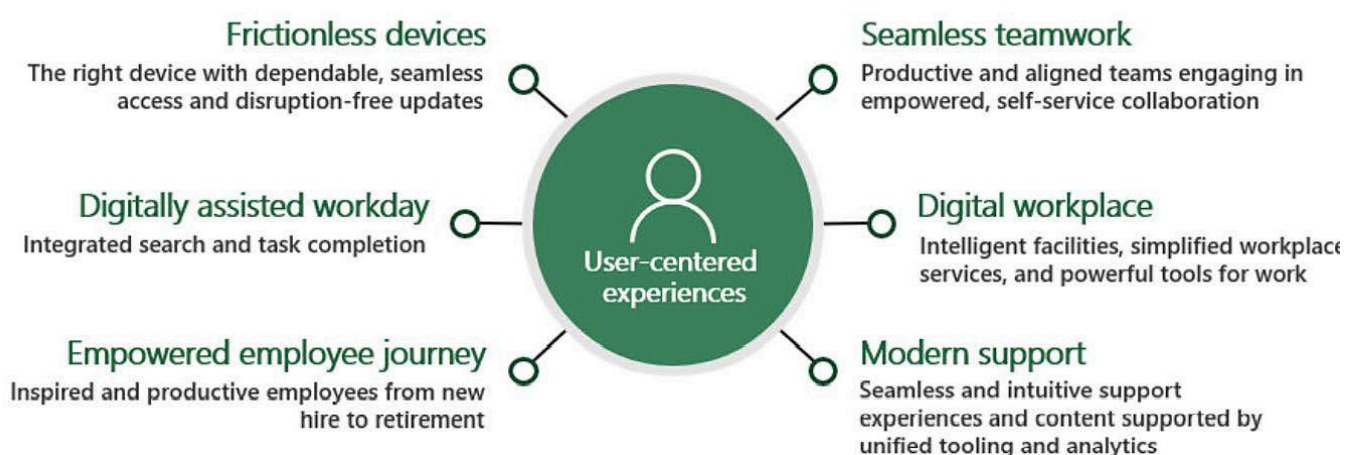 Frictionless devices
The right device with dependable, seamless
access and disruption-free updates
Digitally assisted workday
Integrated search and task completion
Empowered employee journey
Inspired and productive employees from new
hire to retirement
User-centered
experiences
Seamless teamwork
Productive and aligned teams engaging in
empowered, self-service collaboration
Digital workplace
Intelligent facilities, simplified workplace
services, and powerful tools for work
Modern support
Seamless and intuitive support
experiences and content supported by
unified tooling and analytics